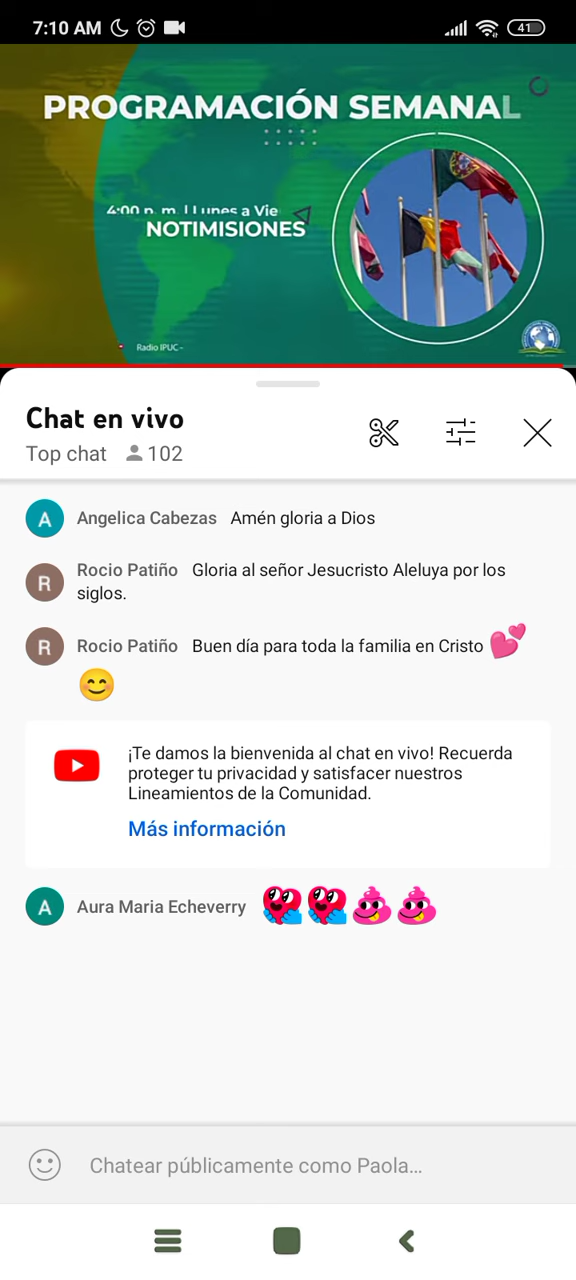 7:10 AM
41
PROGRAMACIÓN SEMANAL
4:00 p. m. | Lunes a Vie
NOTIMISIONES
Radio IPUC-
Chat en vivo
Top chat 102
A Angelica Cabezas Amén gloria a Dios
R Rocio Patiño Gloria al señor Jesucristo Aleluya por los
siglos.
R Rocio Patiño Buen día para toda la familia en Cristo 💕
😊
¡Te damos la bienvenida al chat en vivo! Recuerda
proteger tu privacidad y satisfacer nuestros
Lineamientos de la Comunidad.
Más información
A Aura Maria Echeverry
Chatear públicamente como Paola...